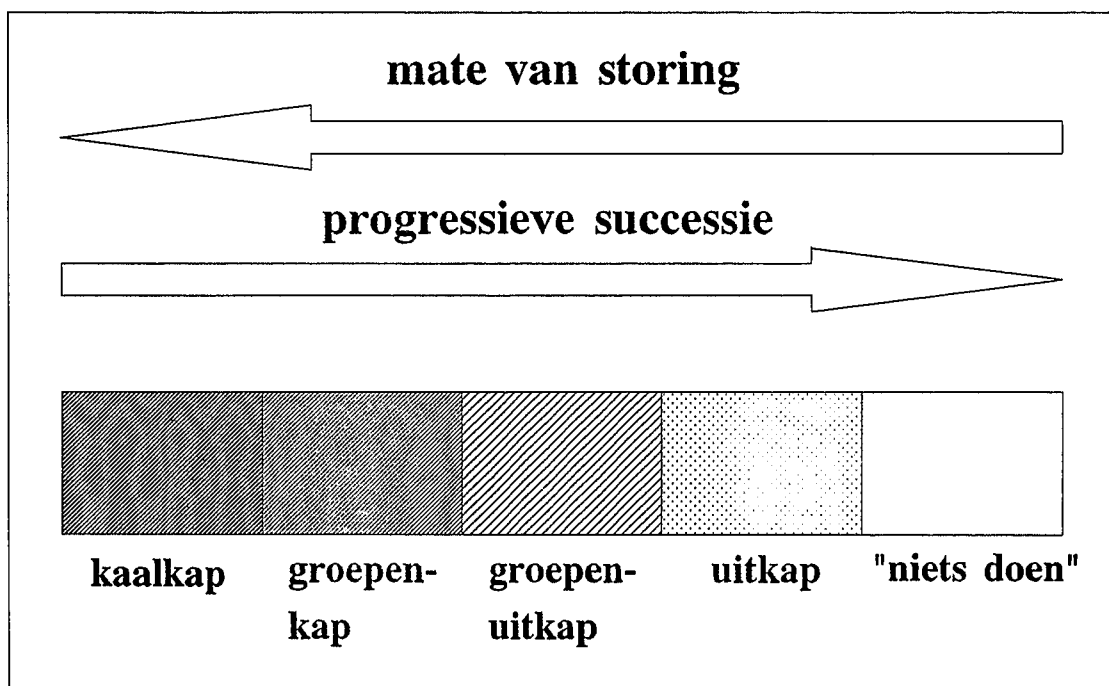 mate van storing
progressieve successie
kaalkap
groepen-
kap
groepen-
uitkap
uitkap
"niets doen"